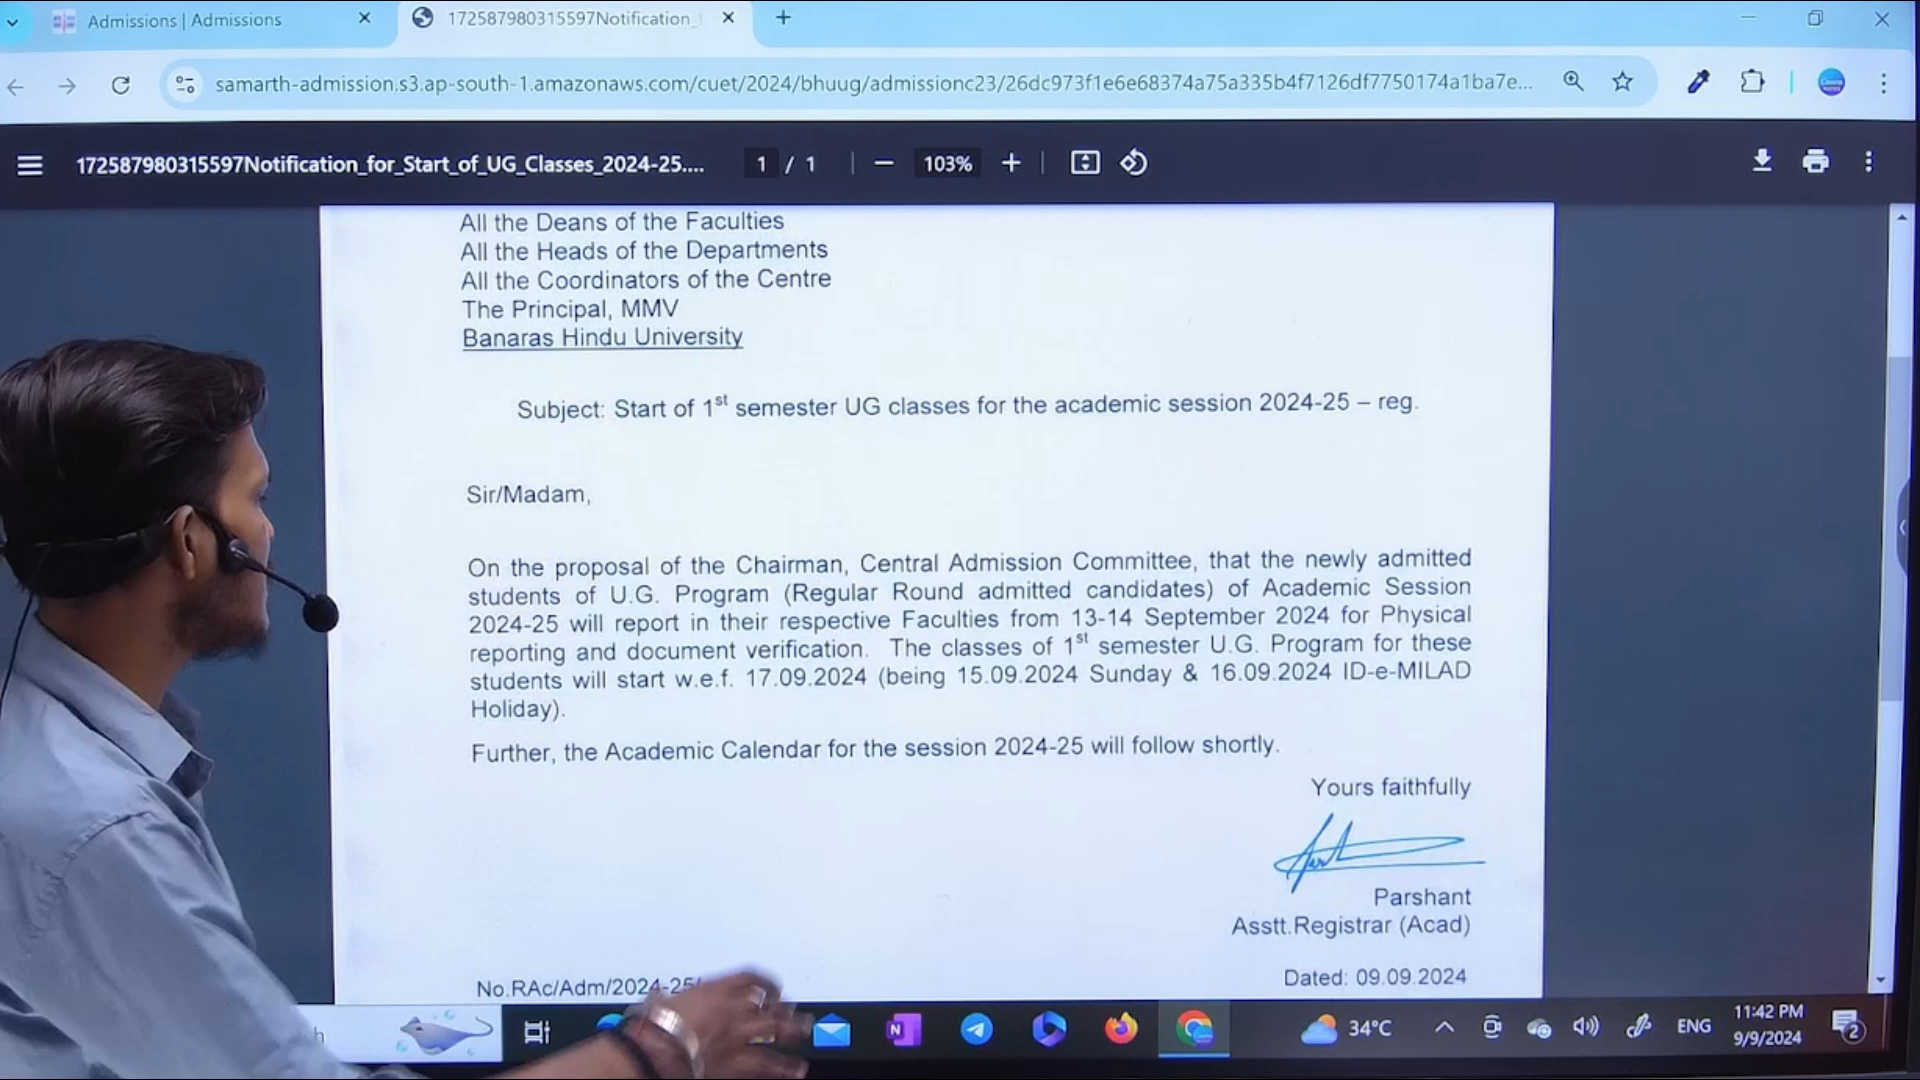 Admissions | Admissions
172587980315597Notification_
samarth-admission.s3.ap-south-1.amazonaws.com/cuet/2024/bhuug/admissionc23/26dc973f1e6e68374a75a335b4f7126df7750174a1ba7e...
172587980315597Notification_for_Start_of_UG_Classes_2024-25.... 1 / 1 103%
All the Deans of the Faculties
All the Heads of the Departments
All the Coordinators of the Centre
The Principal, MMV
Banaras Hindu University
Subject: Start of 1st semester UG classes for the academic session 2024-25 – reg.
Sir/Madam,
On the proposal of the Chairman, Central Admission Committee, that the newly admitted
students of U.G. Program (Regular Round admitted candidates) of Academic Session
2024-25 will report in their respective Faculties from 13-14 September 2024 for Physical
reporting and document verification. The classes of 1st semester U.G. Program for these
students will start w.e.f. 17.09.2024 (being 15.09.2024 Sunday & 16.09.2024 ID-e-MILAD
Holiday).
Further, the Academic Calendar for the session 2024-25 will follow shortly.
Yours faithfully
Parshant
Asstt.Registrar (Acad)
Dated: 09.09.2024
No.RAc/Adm/2024-25/
34°C ENG 11:42 PM
9/9/2024
2